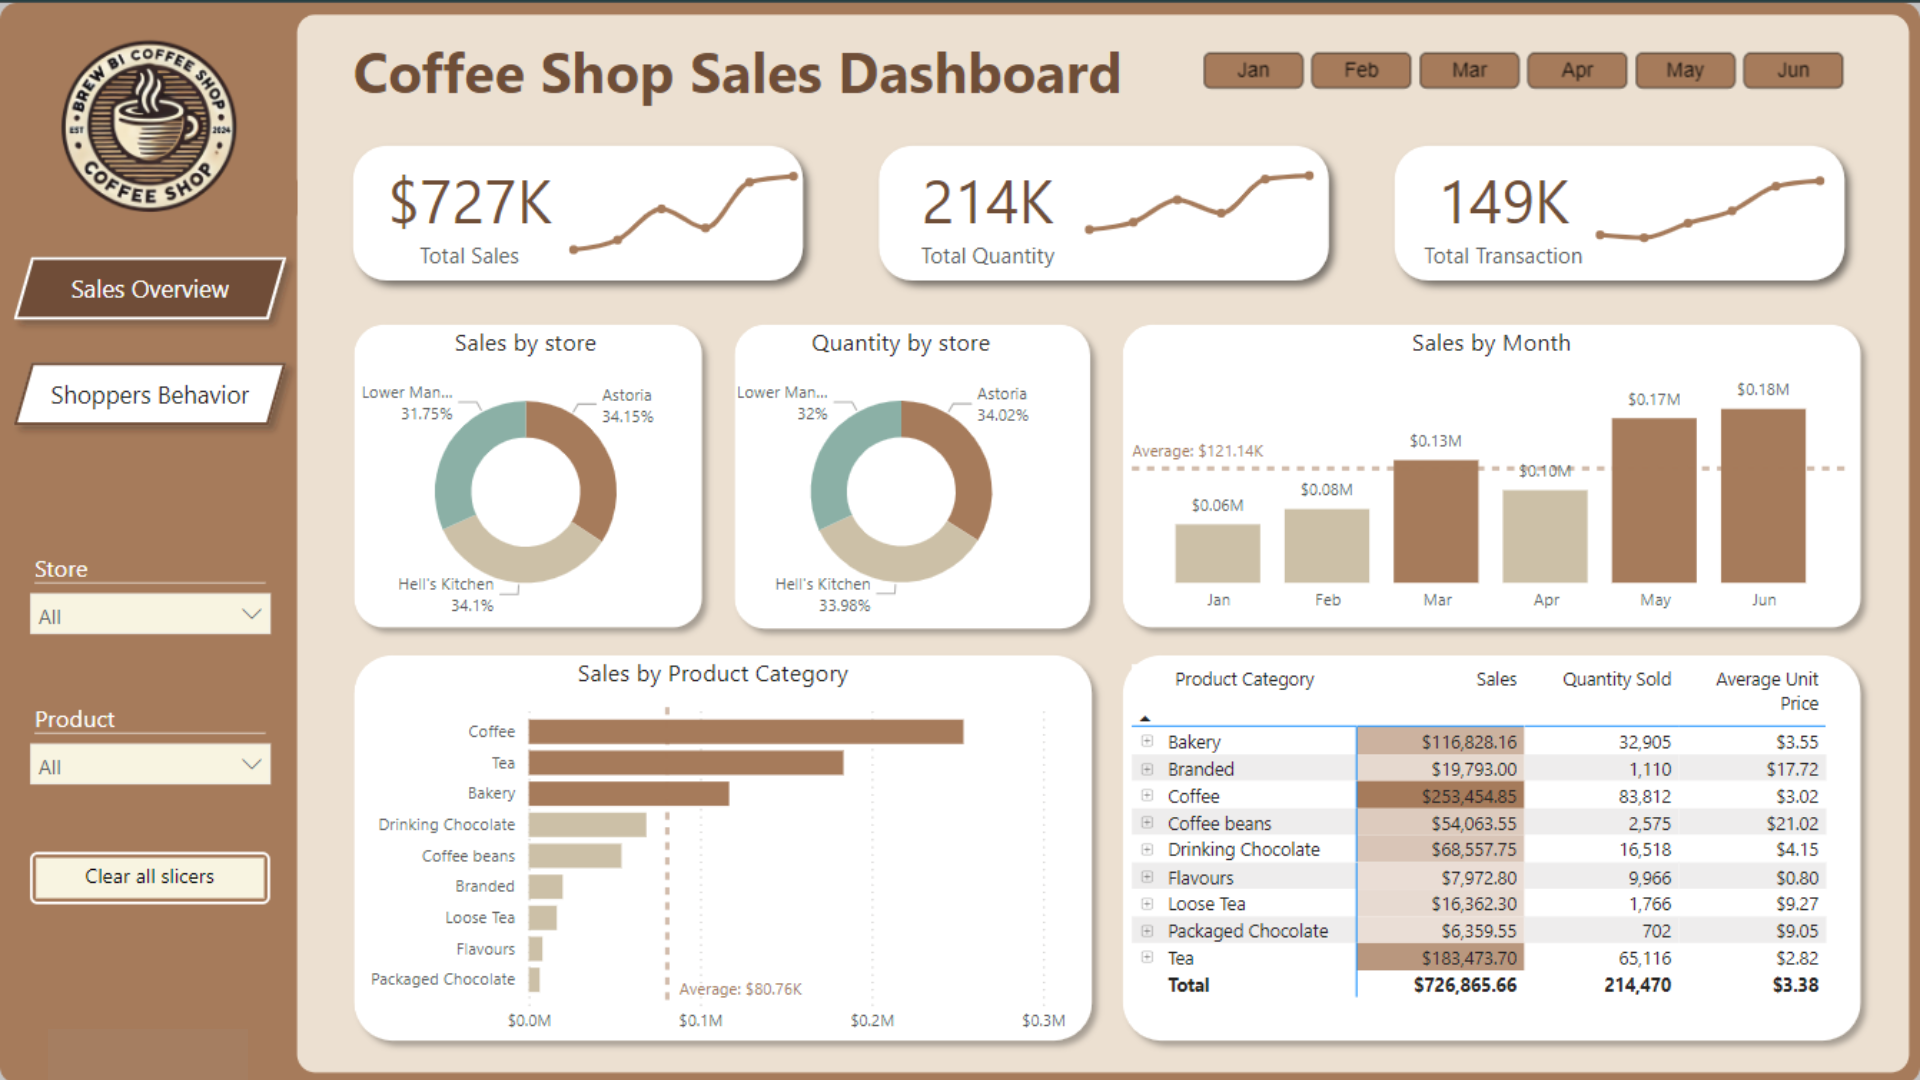 BREW BI COFFEE SHOP
EST 2024
COFFEE SHOP
Sales Overview
Shoppers Behavior
Store
All
Product
All
Clear all slicers
Coffee Shop Sales Dashboard
Jan Feb Mar Apr May Jun
$727K
Total Sales
214K
Total Quantity
149K
Total Transaction
Sales by store
Lower Man...
31.75%
Astoria
34.15%
Hell's Kitchen
34.1%
Quantity by store
Lower Man...
32%
Astoria
34.02%
Hell's Kitchen
33.98%
Sales by Month
Average: $121.14K
$0.06M $0.08M $0.13M $0.10M $0.17M $0.18M
Jan Feb Mar Apr May Jun
Sales by Product Category
Coffee
Tea
Bakery
Drinking Chocolate
Coffee beans
Branded
Loose Tea
Flavours
Packaged Chocolate
Average: $80.76K
$0.0M $0.1M $0.2M $0.3M
Product Category Sales Quantity Sold Average Unit
Price
Bakery $116,828.16 32,905 $3.55
Branded $19,793.00 1,110 $17.72
Coffee $253,454.85 83,812 $3.02
Coffee beans $54,063.55 2,575 $21.02
Drinking Chocolate $68,557.75 16,518 $4.15
Flavours $7,972.80 9,966 $0.80
Loose Tea $16,362.30 1,766 $9.27
Packaged Chocolate $6,359.55 702 $9.05
Tea $183,473.70 65,116 $2.82
Total $726,865.66 214,470 $3.38